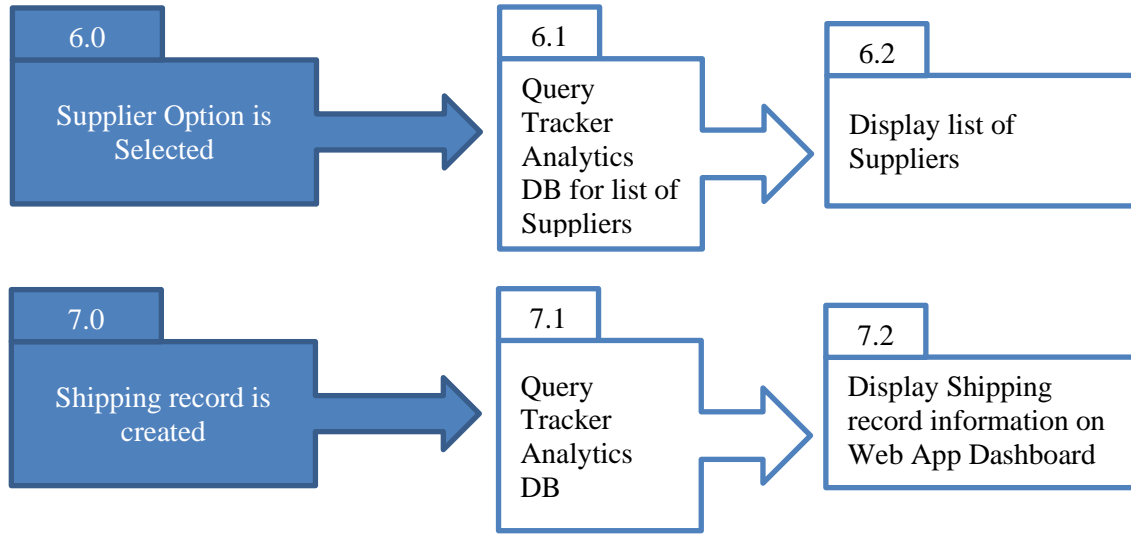 6.0
Supplier Option is
Selected
6.1
Query
Tracker
Analytics
DB for list of
Suppliers
6.2
Display list of
Suppliers
7.0
Shipping record is
created
7.1
Query
Tracker
Analytics
DB
7.2
Display Shipping
record information on
Web App Dashboard